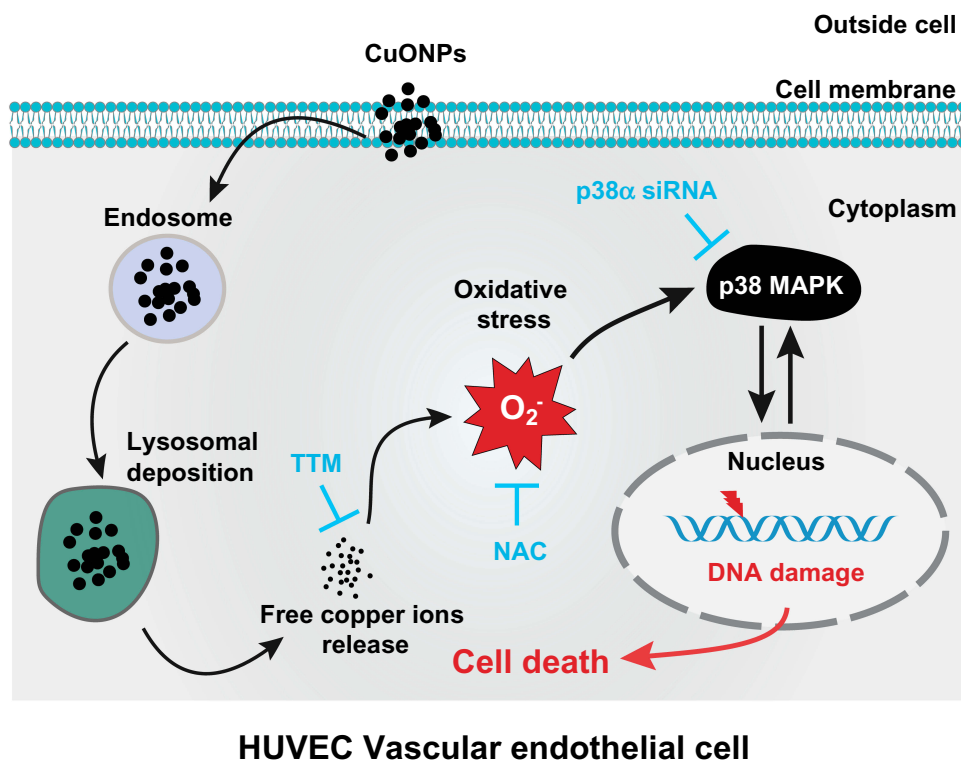 Outside cell
CuONPs
Cell membrane
p38α siRNA
Cytoplasm
Endosome
p38 MAPK
Oxidative
stress
O₂⁻
Lysosomal
deposition
TTM
Nucleus
NAC
DNA damage
Free copper ions
release
Cell death
HUVEC Vascular endothelial cell